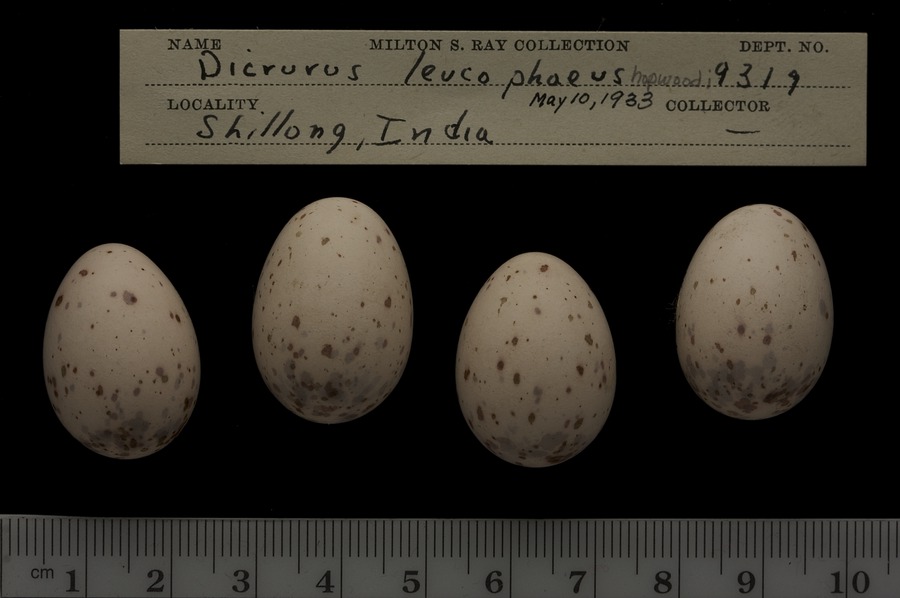 NAME MILTON S. RAY COLLECTION DEPT. NO.
Dicrurus leucophaeus hopwoodi 9319
LOCALITY May 10, 1933 COLLECTOR
Shillong, India —
cm 1 2 3 4 5 6 7 8 9 10